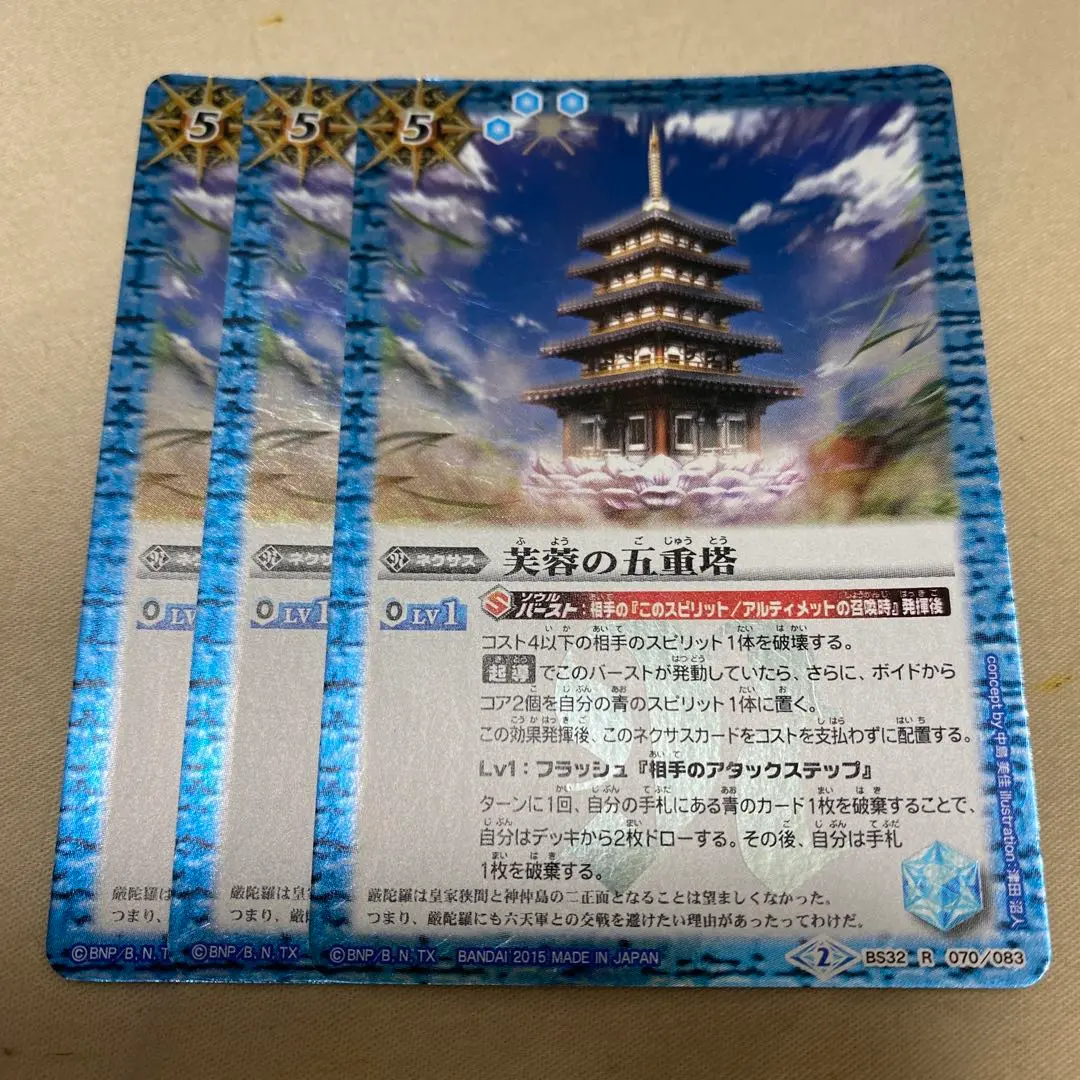 5
5
5
ネクサス
ふ よう ご じゅう とう
芙蓉の五重塔
0 LV1
0 LV1
0 LV1
ソウル
バースト:相手の『このスピリット/アルティメットの召喚時』発揮後
コスト4以下の相手のスピリット1体を破壊する。
起導でこのバーストが発動していたら、さらに、ボイドから
コア2個を自分の青のスピリット1体に置く。
この効果発揮後、このネクサスカードをコストを支払わずに配置する。
Lv1:フラッシュ『相手のアタックステップ』
ターンに1回、自分の手札にある青のカード1枚を破棄することで、
自分はデッキから2枚ドローする。その後、自分は手札
1枚を破棄する。
厳陀羅は皇
つまり、
厳陀羅は皇
つまり、厳
厳陀羅は皇家狭間と神仲島の二正面となることは望ましくなかった。
つまり、厳陀羅にも六天軍との交戦を避けたい理由があったってわけだ。
concept by 中島 美佳 illustration:津田 沼人
©BNP/B, N, T
©BNP/B, N, TX
©BNP/B, N, TX BANDAI 2015 MADE IN JAPAN
2
BS32 R 070/083